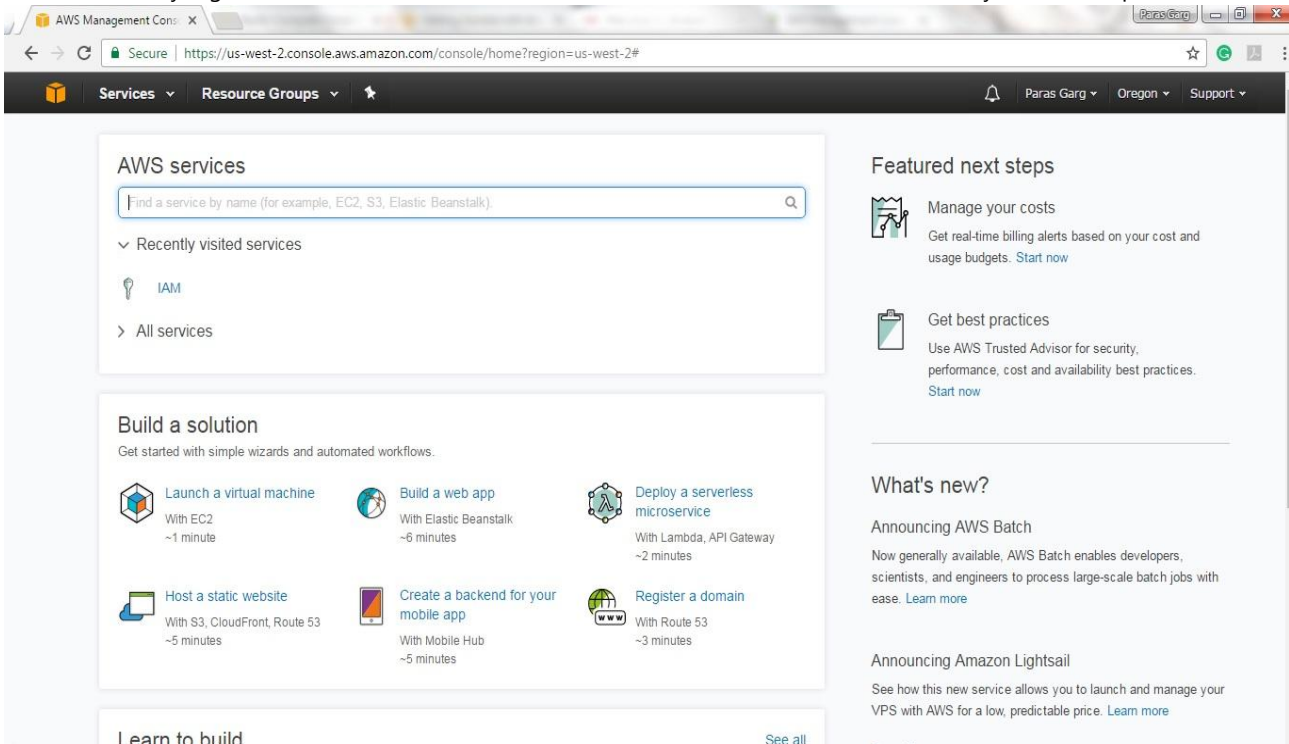 AWS Management Cons
Paras Garg
Secure | https://us-west-2.console.aws.amazon.com/console/home?region=us-west-2#
Services Resource Groups Paras Garg Oregon Support
AWS services
Find a service by name (for example, EC2, S3, Elastic Beanstalk).
Recently visited services
IAM
All services
Build a solution
Get started with simple wizards and automated workflows.
Launch a virtual machine
With EC2
~1 minute
Build a web app
With Elastic Beanstalk
~6 minutes
Deploy a serverless
microservice
With Lambda, API Gateway
~2 minutes
Host a static website
With S3, CloudFront, Route 53
~5 minutes
Create a backend for your
mobile app
With Mobile Hub
~5 minutes
www
Register a domain
With Route 53
~3 minutes
Learn to build
See all
Featured next steps
Manage your costs
Get real-time billing alerts based on your cost and
usage budgets. Start now
Get best practices
Use AWS Trusted Advisor for security,
performance, cost and availability best practices.
Start now
What's new?
Announcing AWS Batch
Now generally available, AWS Batch enables developers,
scientists, and engineers to process large-scale batch jobs with
ease. Learn more
Announcing Amazon Lightsail
See how this new service allows you to launch and manage your
VPS with AWS for a low, predictable price. Learn more